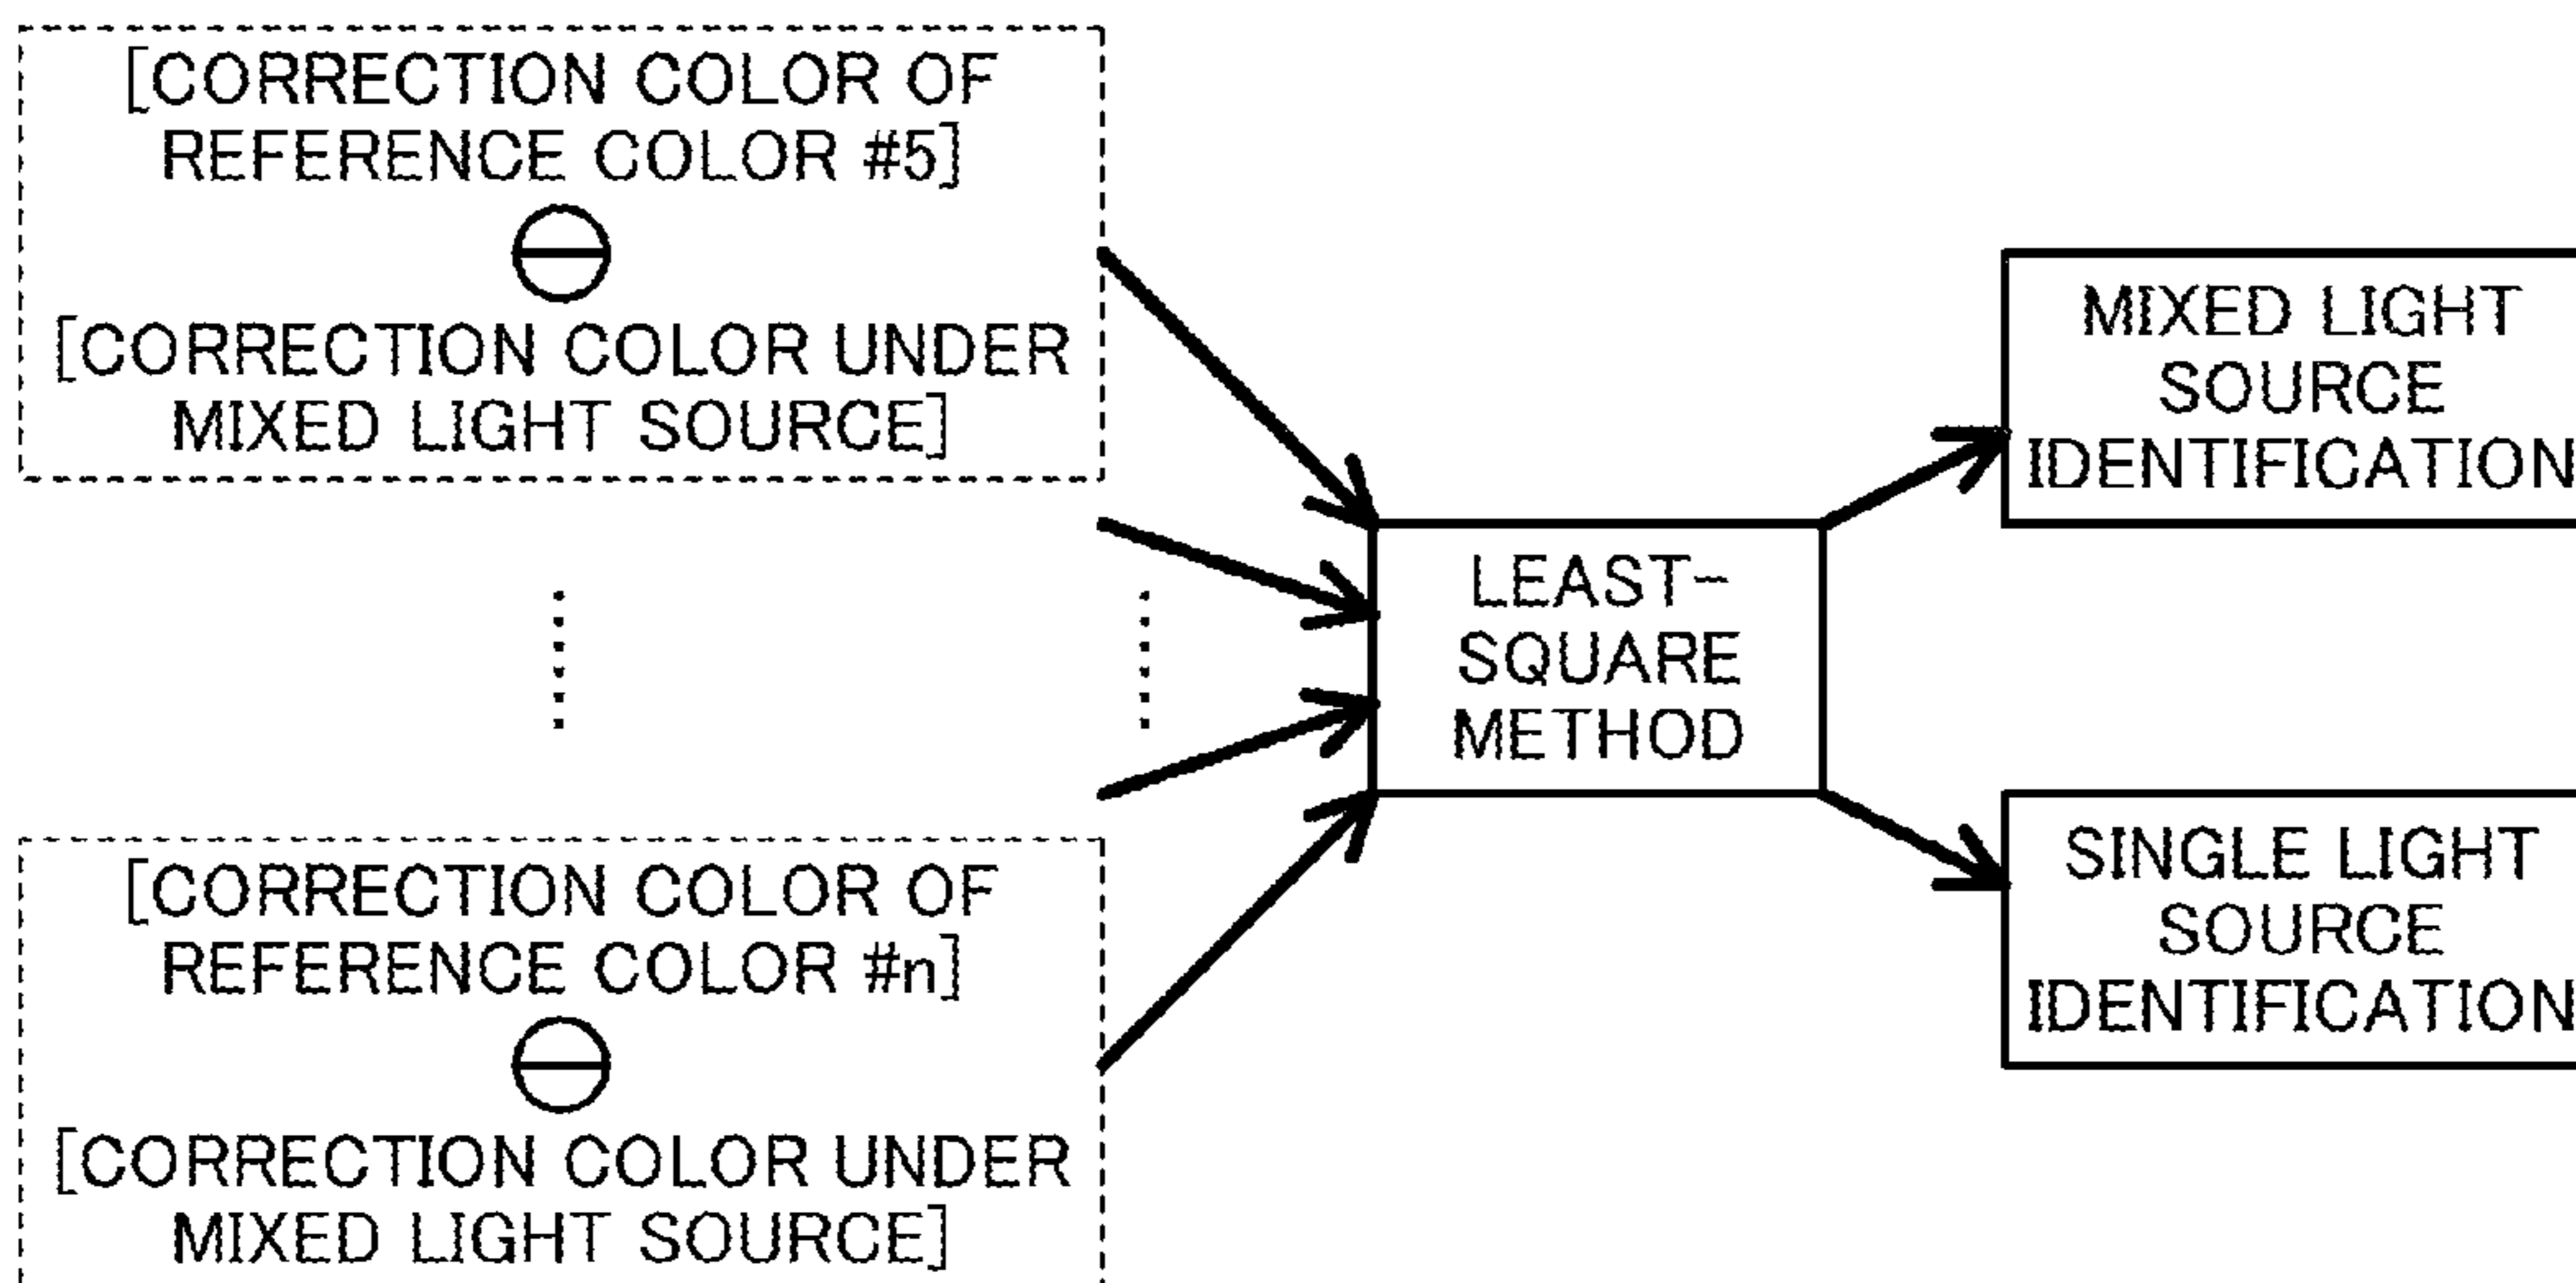 [CORRECTION COLOR OF
REFERENCE COLOR #5]
[CORRECTION COLOR UNDER
MIXED LIGHT SOURCE]
[CORRECTION COLOR OF
REFERENCE COLOR #n]
[CORRECTION COLOR UNDER
MIXED LIGHT SOURCE]
LEAST-
SQUARE
METHOD
MIXED LIGHT
SOURCE
IDENTIFICATION
SINGLE LIGHT
SOURCE
IDENTIFICATION